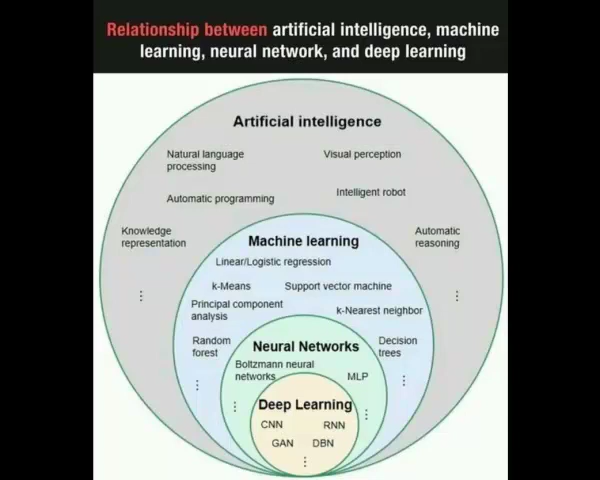 Relationship between artificial intelligence, machine
learning, neural network, and deep learning
Artificial intelligence
Natural language
processing
Visual perception
Automatic programming
Intelligent robot
Knowledge
representation
Automatic
reasoning
Machine learning
Linear/Logistic regression
k-Means
Support vector machine
Principal component
analysis
k-Nearest neighbor
Random
forest
Decision
trees
Neural Networks
Boltzmann neural
networks
MLP
Deep Learning
CNN
RNN
GAN
DBN